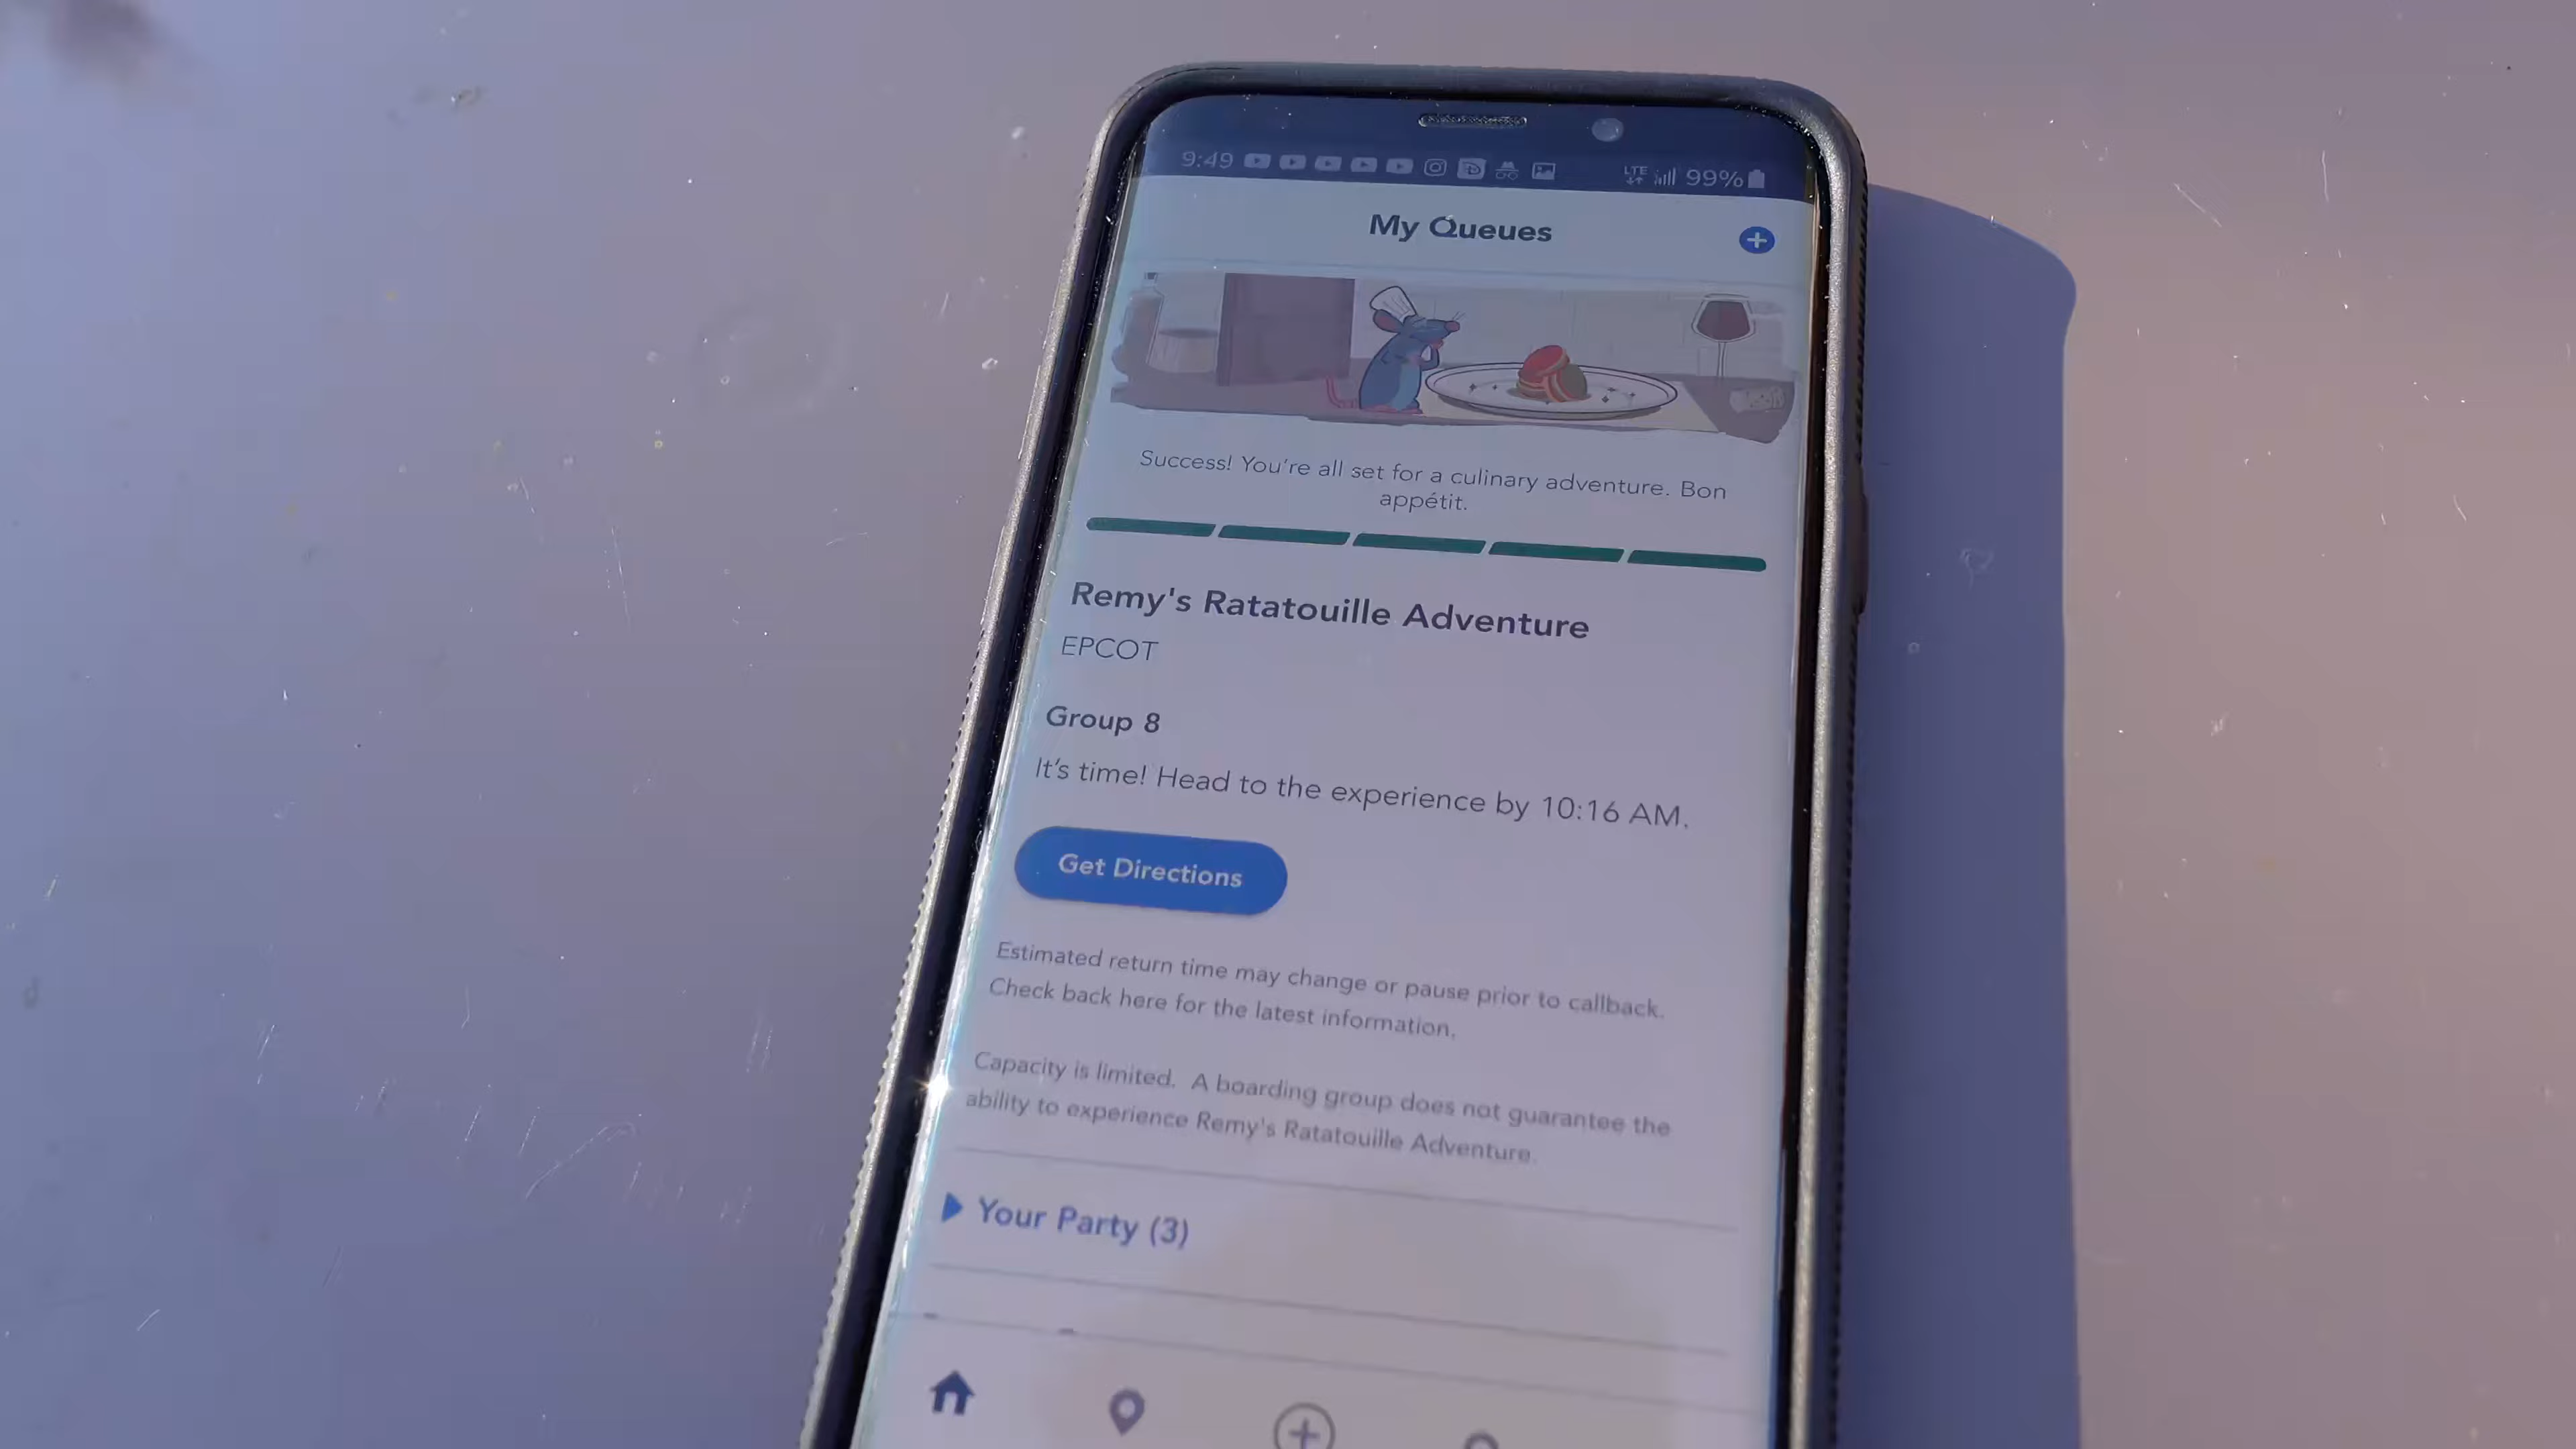 9:49 LTE 99%
My Queues
Success! You're all set for a culinary adventure. Bon
appétit.
Remy's Ratatouille Adventure
EPCOT
Group 8
It's time! Head to the experience by 10:16 AM.
Get Directions
Estimated return time may change or pause prior to callback.
Check back here for the latest information.
Capacity is limited. A boarding group does not guarantee the
ability to experience Remy's Ratatouille Adventure.
Your Party (3)